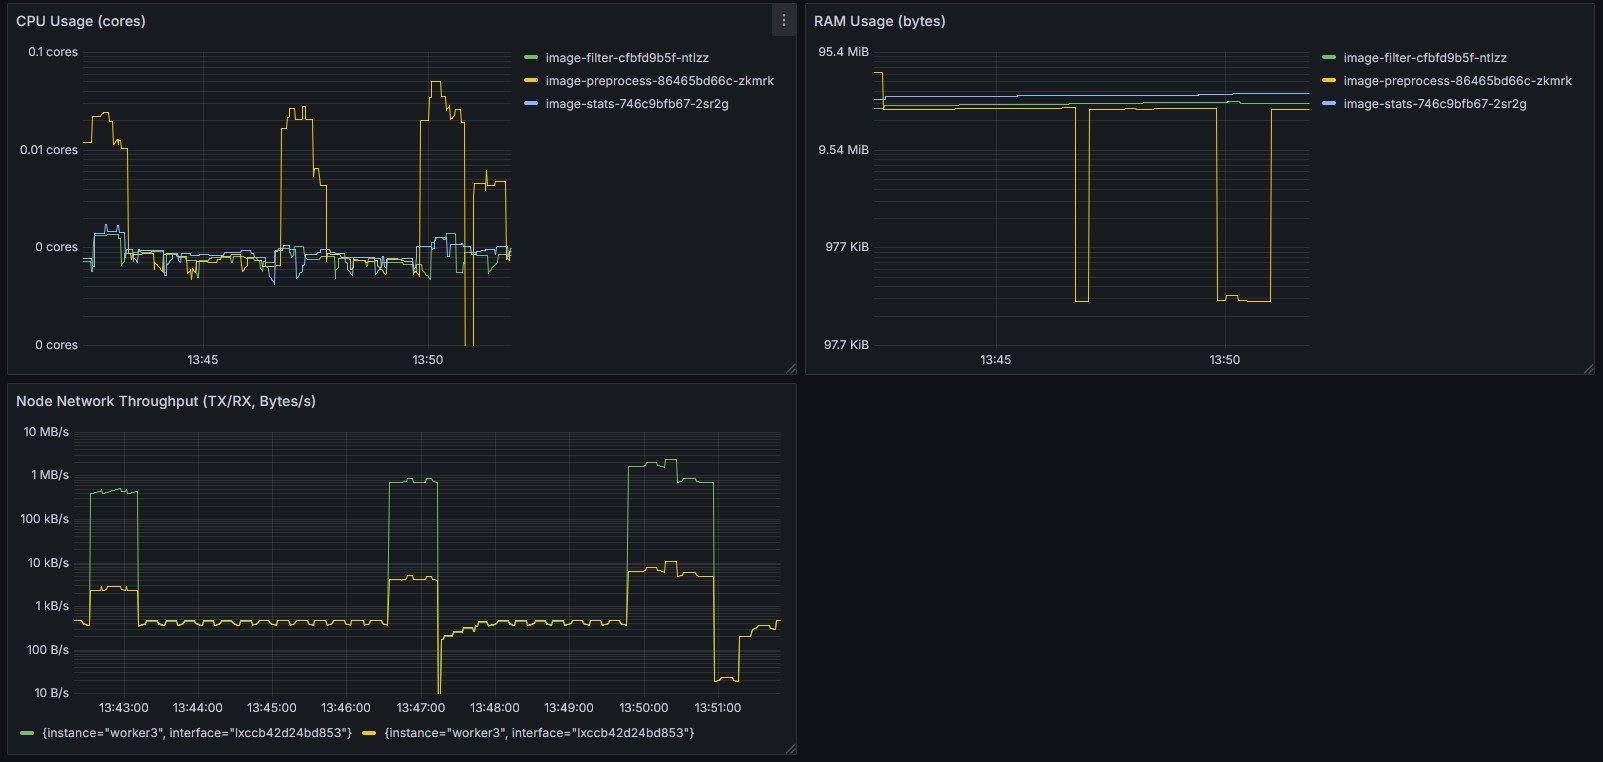 CPU Usage (cores)
0.1 cores
0.01 cores
0 cores
0 cores
13:45
13:50
image-filter-cfbfd9b5f-ntlzz
image-preprocess-86465bd66c-zkmrk
image-stats-746c9bfb67-2sr2g
RAM Usage (bytes)
95.4 MiB
9.54 MiB
977 KiB
97.7 KiB
13:45
13:50
image-filter-cfbfd9b5f-ntlzz
image-preprocess-86465bd66c-zkmrk
image-stats-746c9bfb67-2sr2g
Node Network Throughput (TX/RX, Bytes/s)
10 MB/s
1 MB/s
100 kB/s
10 kB/s
1 kB/s
100 B/s
10 B/s
13:43:00
13:44:00
13:45:00
13:46:00
13:47:00
13:48:00
13:49:00
13:50:00
13:51:00
{instance="worker3", interface="lxccb42d24bd853"}
{instance="worker3", interface="lxccb42d24bd853"}